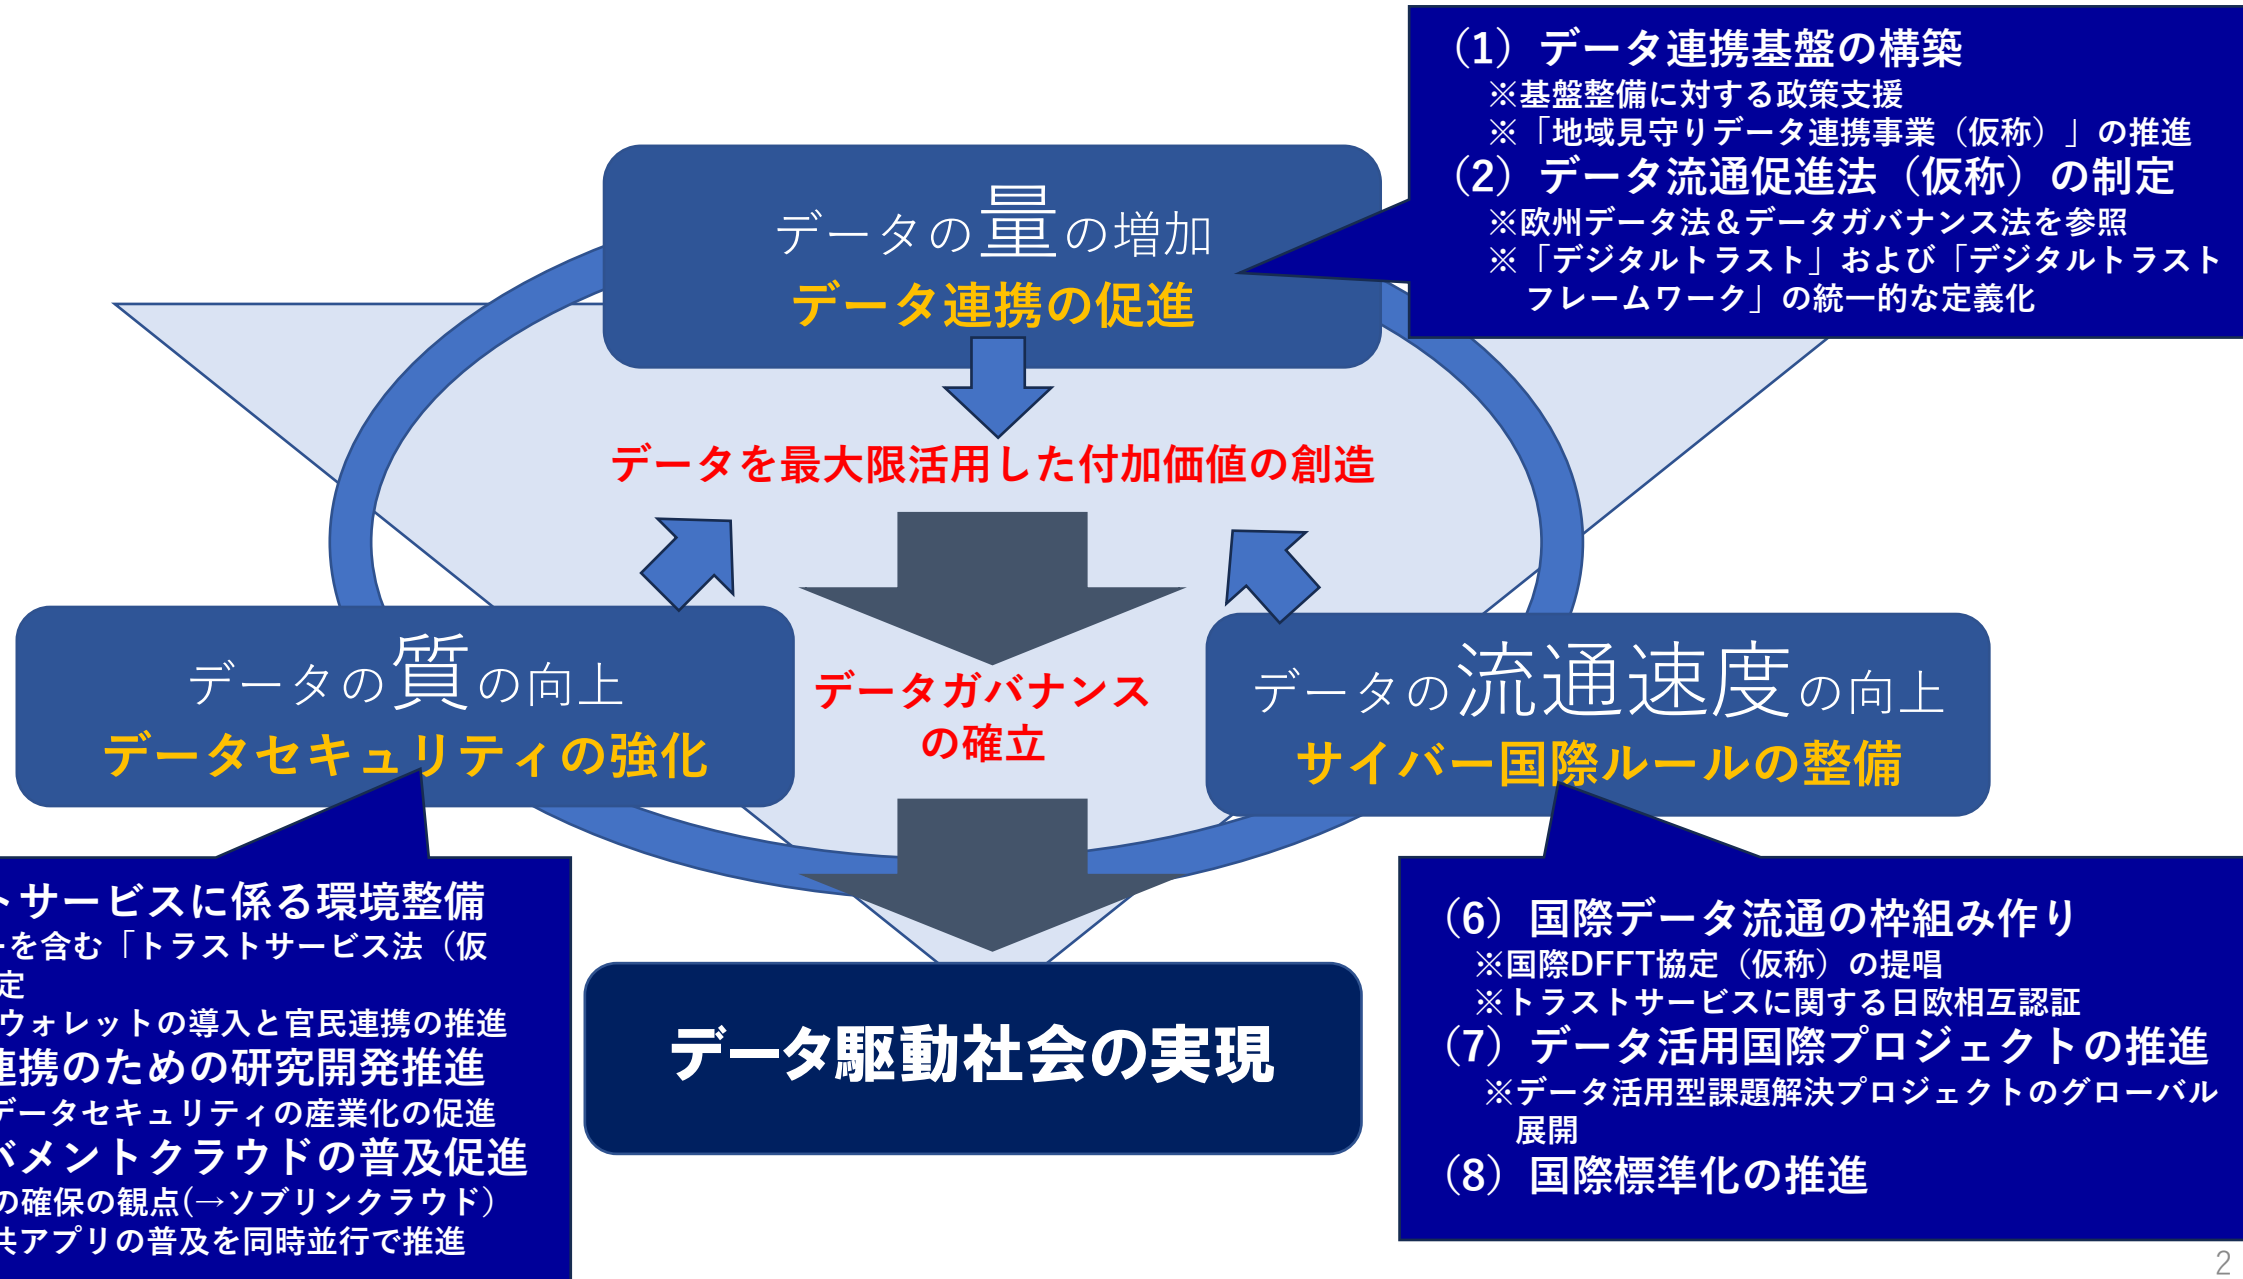 （1）データ連携基盤の構築
※基盤整備に対する政策支援
※「地域見守りデータ連携事業（仮称）」の推進
（2）データ流通促進法（仮称）の制定
※欧州データ法＆データガバナンス法を参照
※「デジタルトラスト」および「デジタルトラスト
フレームワーク」の統一的な定義化
データの量の増加
データ連携の促進
データを最大限活用した付加価値の創造
データの質の向上
データセキュリティの強化
データガバナンス
の確立
データの流通速度の向上
サイバー国際ルールの整備
トサービスに係る環境整備
ーを含む「トラストサービス法（仮
定
ウォレットの導入と官民連携の推進
連携のための研究開発推進
データセキュリティの産業化の促進
バメントクラウドの普及促進
の確保の観点(→ソブリンクラウド）
共アプリの普及を同時並行で推進
データ駆動社会の実現
（6）国際データ流通の枠組み作り
※国際DFFT協定（仮称）の提唱
※トラストサービスに関する日欧相互認証
（7）データ活用国際プロジェクトの推進
※データ活用型課題解決プロジェクトのグローバル
展開
（8）国際標準化の推進
2